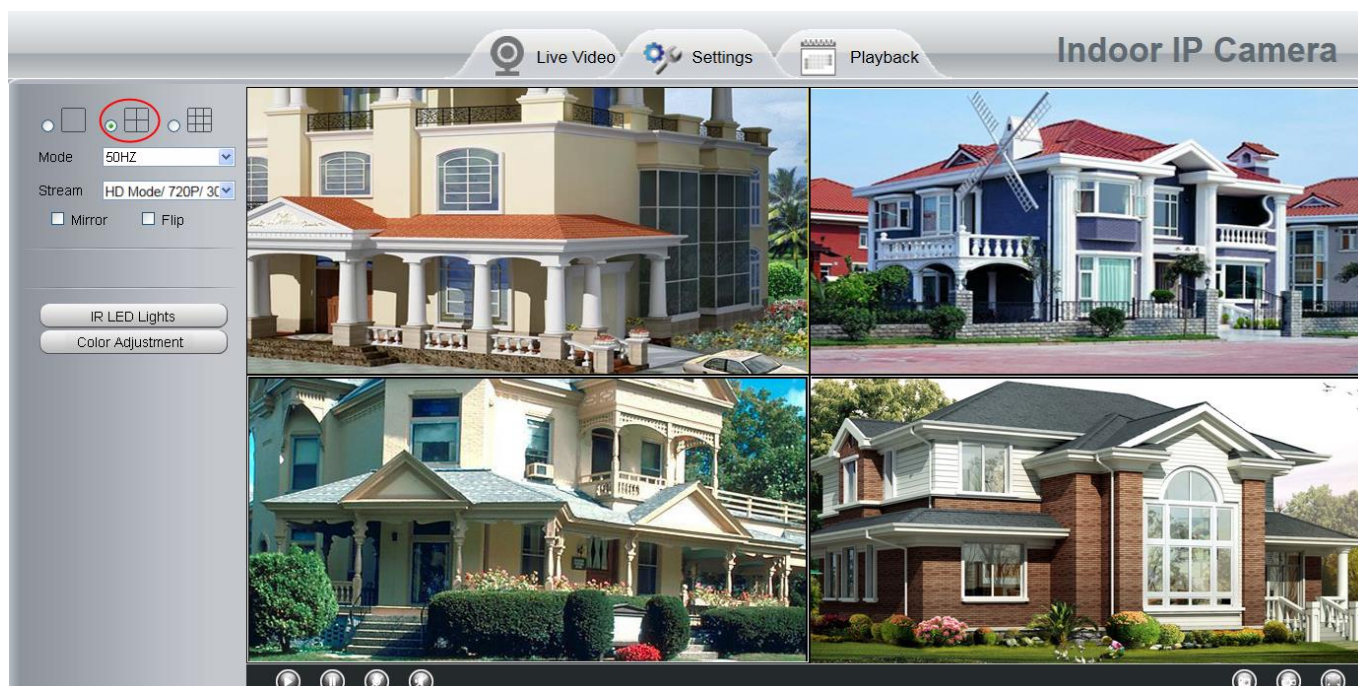 Live Video
Settings
Playback
Indoor IP Camera
Mode
50HZ
Stream
HD Mode/ 720P/ 30
Mirror
Flip
IR LED Lights
Color Adjustment